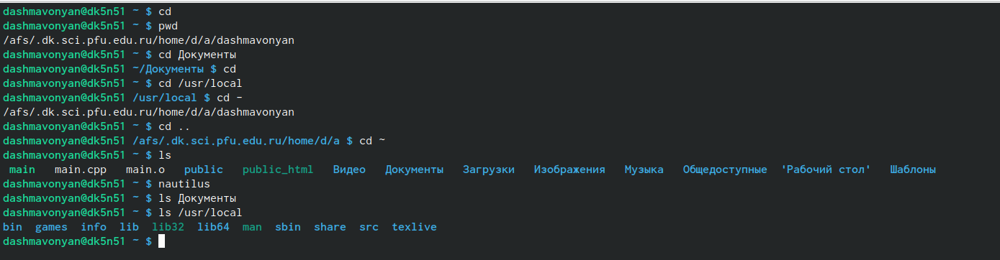 dashmavonyan@dk5n51 ~ $ cd
dashmavonyan@dk5n51 ~ $ pwd
/afs/.dk.sci.pfu.edu.ru/home/d/a/dashmavonyan
dashmavonyan@dk5n51 ~ $ cd Документы
dashmavonyan@dk5n51 ~/Документы $ cd
dashmavonyan@dk5n51 ~ $ cd /usr/local
dashmavonyan@dk5n51 /usr/local $ cd -
/afs/.dk.sci.pfu.edu.ru/home/d/a/dashmavonyan
dashmavonyan@dk5n51 ~ $ cd ..
dashmavonyan@dk5n51 /afs/.dk.sci.pfu.edu.ru/home/d/a $ cd ~
dashmavonyan@dk5n51 ~ $ ls
main main.cpp main.o public public_html Видео Документы Загрузки Изображения Музыка Общедоступные 'Рабочий стол' Шаблоны
dashmavonyan@dk5n51 ~ $ nautilus
dashmavonyan@dk5n51 ~ $ ls Документы
dashmavonyan@dk5n51 ~ $ ls /usr/local
bin games info lib lib32 lib64 man sbin share src texlive
dashmavonyan@dk5n51 ~ $